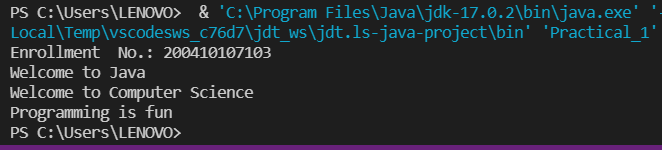 PS C:\Users\LENOVO>  & 'C:\Program Files\Java\jdk-17.0.2\bin\java.exe' '-
Local\Temp\vscodesws_c76d7\jdt_ws\jdt.ls-java-project\bin' 'Practical_1'
Enrollment  No.: 200410107103
Welcome to Java
Welcome to Computer Science
Programming is fun
PS C:\Users\LENOVO>